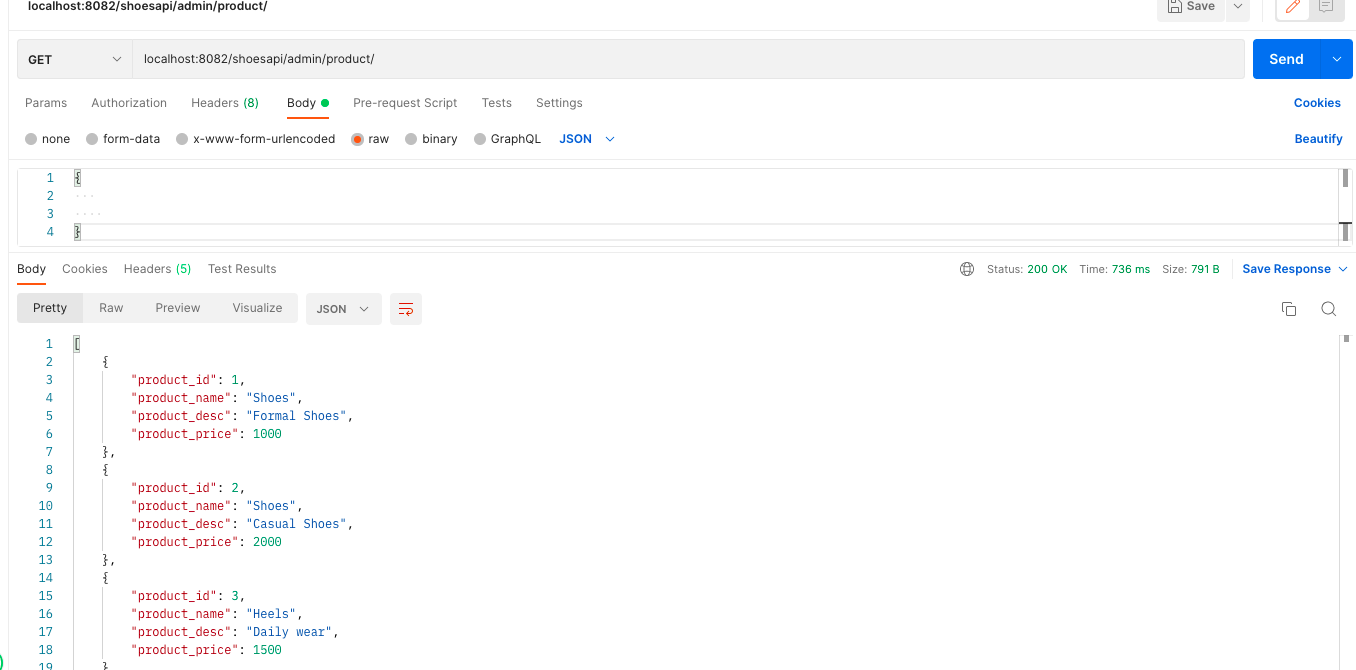 localhost:8082/shoesapi/admin/product/ Save
GET localhost:8082/shoesapi/admin/product/ Send
Params Authorization Headers (8) Body Pre-request Script Tests Settings Cookies
none form-data x-www-form-urlencoded raw binary GraphQL JSON Beautify
1 {
2 ...
3 ....
4 }
Body Cookies Headers (5) Test Results Status: 200 OK Time: 736 ms Size: 791 B Save Response
Pretty Raw Preview Visualize JSON
1 [
2 {
3 "product_id": 1,
4 "product_name": "Shoes",
5 "product_desc": "Formal Shoes",
6 "product_price": 1000
7 },
8 {
9 "product_id": 2,
10 "product_name": "Shoes",
11 "product_desc": "Casual Shoes",
12 "product_price": 2000
13 },
14 {
15 "product_id": 3,
16 "product_name": "Heels",
17 "product_desc": "Daily wear",
18 "product_price": 1500
19 }